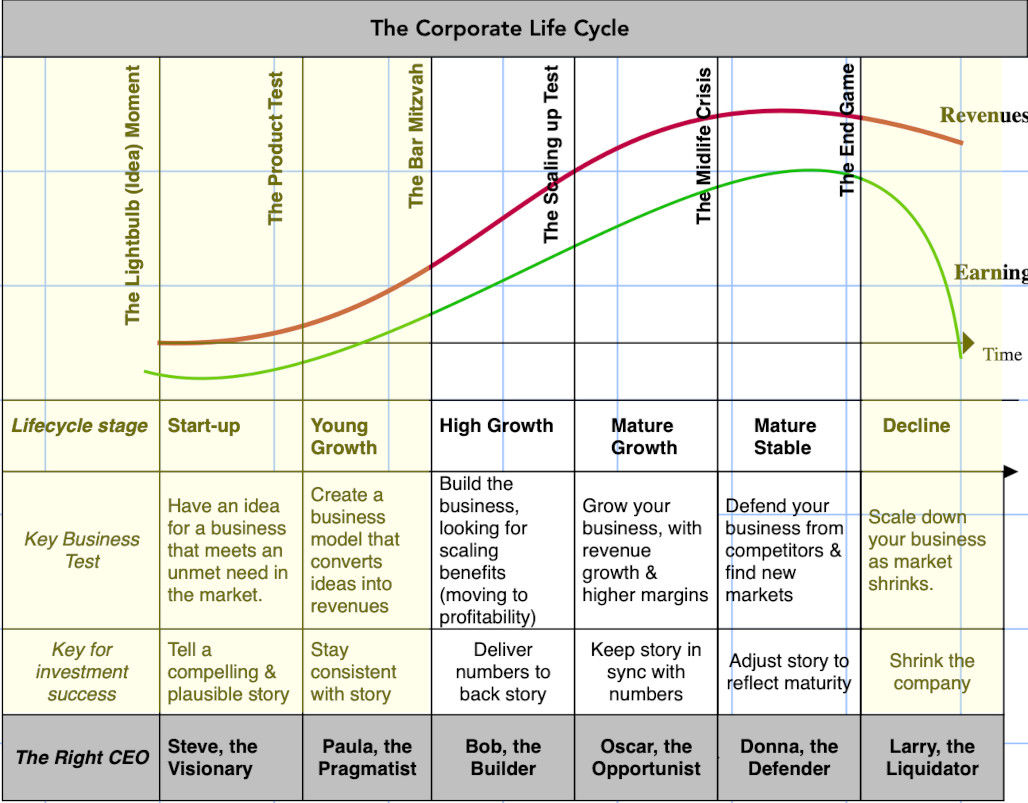 The Corporate Life Cycle
The Lightbulb (Idea) Moment
The Product Test
The Bar Mitzvah
The Scaling up Test
The Midlife Crisis
The End Game
Revenues
Earning
Time
Lifecycle stage
Start-up
Young
Growth
High Growth
Mature
Growth
Mature
Stable
Decline
Key Business
Test
Have an idea
for a business
that meets an
unmet need in
the market.
Create a
business
model that
converts
ideas into
revenues
Build the
business,
looking for
scaling
benefits
(moving to
profitability)
Grow your
business, with
revenue
growth &
higher margins
Defend your
business from
competitors &
find new
markets
Scale down
your business
as market
shrinks.
Key for
investment
success
Tell a
compelling &
plausible story
Stay
consistent
with story
Deliver
numbers to
back story
Keep story in
sync with
numbers
Adjust story to
reflect maturity
Shrink the
company
The Right CEO
Steve, the
Visionary
Paula, the
Pragmatist
Bob, the
Builder
Oscar, the
Opportunist
Donna, the
Defender
Larry, the
Liquidator